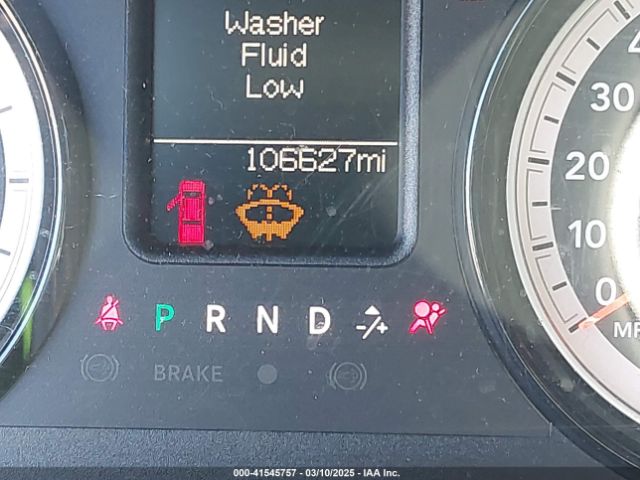 Washer
Fluid
Low
106627mi
P R N D -/+
BRAKE
30
20
10
0
000-41545757 - 03/10/2025 - IAA Inc.